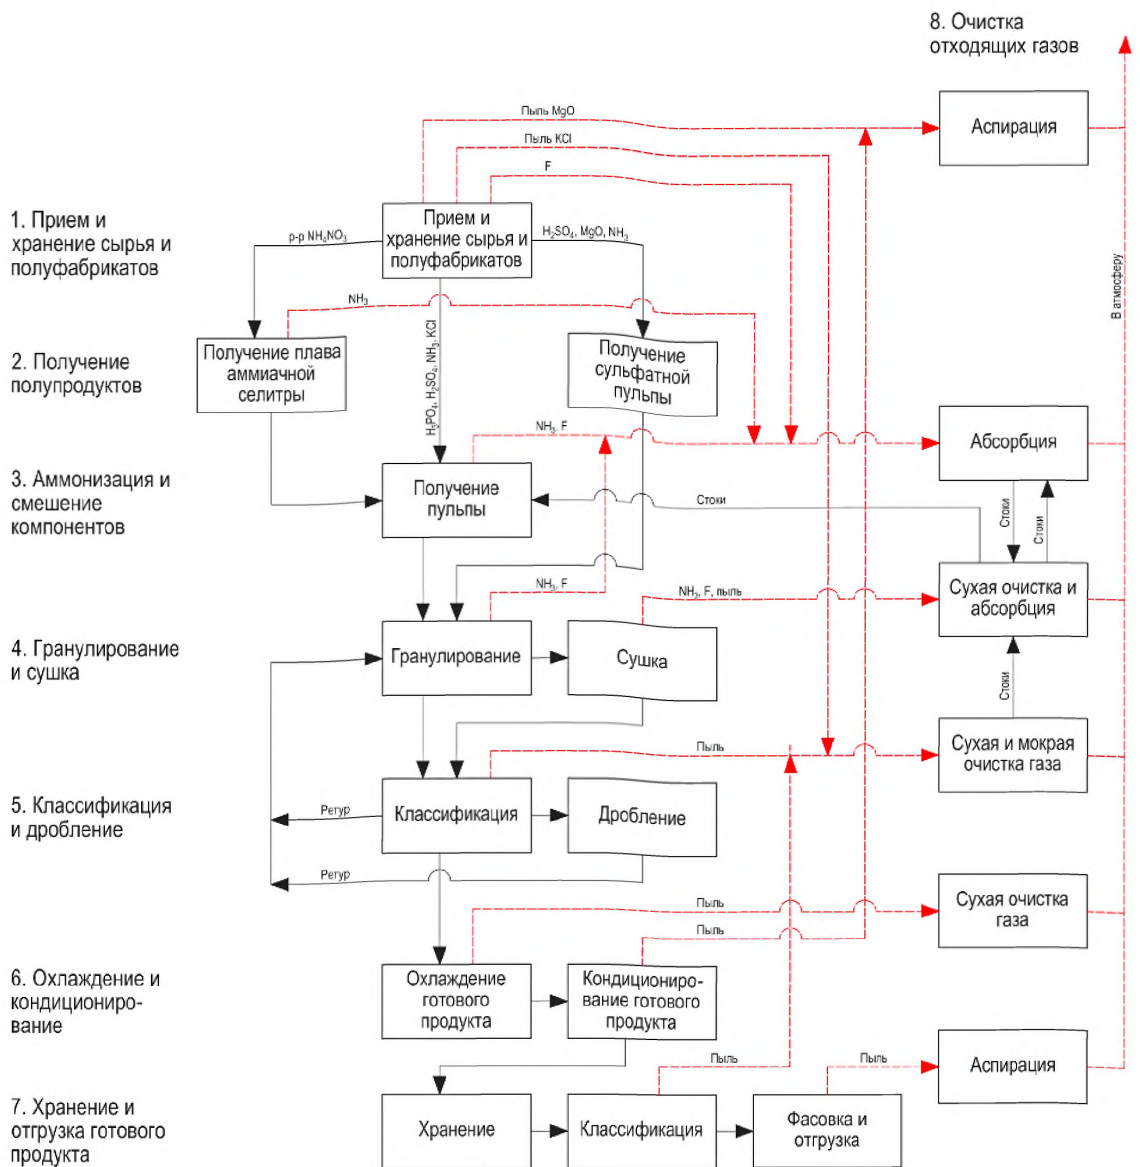 8. Очистка
отходящих газов
Пыль MgO
Аспирация
Пыль KCl
F
1. Прием и
хранение сырья и
полуфабрикатов
р-р NH₄NO₃
Прием и
хранение сырья и
полуфабрикатов
H₂SO₄, MgO, NH₃
В атмосферу
NH₃
2. Получение
полупродуктов
Получение плава
аммиачной
селитры
H₃PO₄, H₂SO₄, NH₃, KCl
Получение
сульфатной
пульпы
NH₃, F
Абсорбция
3. Аммонизация и
смешение
компонентов
Получение
пульпы
Стоки
Стоки
Стоки
NH₃, F
NH₃, F, пыль
Сухая очистка и
абсорбция
4. Гранулирование
и сушка
Гранулирование
Сушка
Стоки
Пыль
Сухая и мокрая
очистка газа
5. Классификация
и дробление
Ретур
Классификация
Дробление
Ретур
Пыль
Сухая очистка
газа
Пыль
6. Охлаждение и
кондициониро-
вание
Охлаждение
готового
продукта
Кондициониро-
вание готового
продукта
Пыль
Пыль
Аспирация
7. Хранение и
отгрузка готового
продукта
Хранение
Классификация
Фасовка и
отгрузка